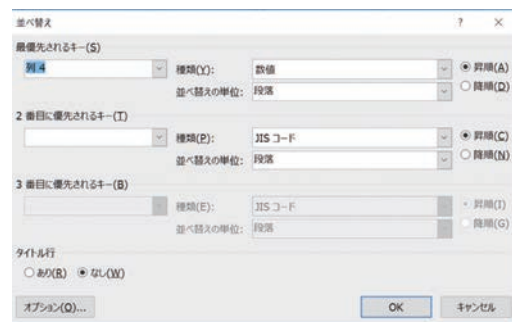 並べ替え ? ×
最優先されるキー(S)
列 4 種類(Y): 数値 昇順(A)
並べ替えの単位: 段落 降順(D)
2 番目に優先されるキー(T)
種類(P): JIS コード 昇順(C)
並べ替えの単位: 段落 降順(N)
3 番目に優先されるキー(B)
種類(E): JIS コード 昇順(I)
並べ替えの単位: 段落 降順(G)
タイトル行
あり(R) なし(W)
オプション(O)... OK キャンセル